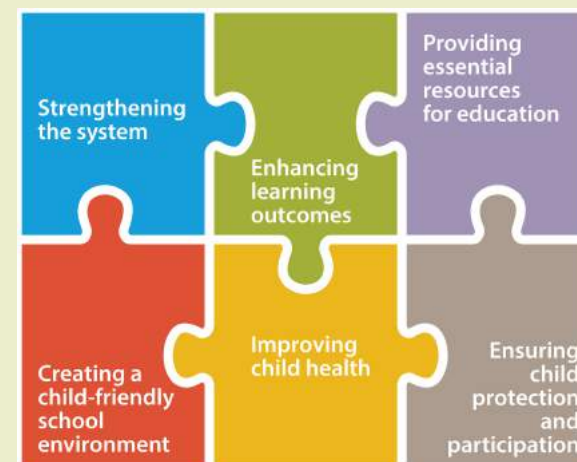 Strengthening
the system
Enhancing
learning
outcomes
Providing
essential
resources
for education
Creating a
child-friendly
school
environment
Improving
child health
Ensuring
child
protection
and
participation